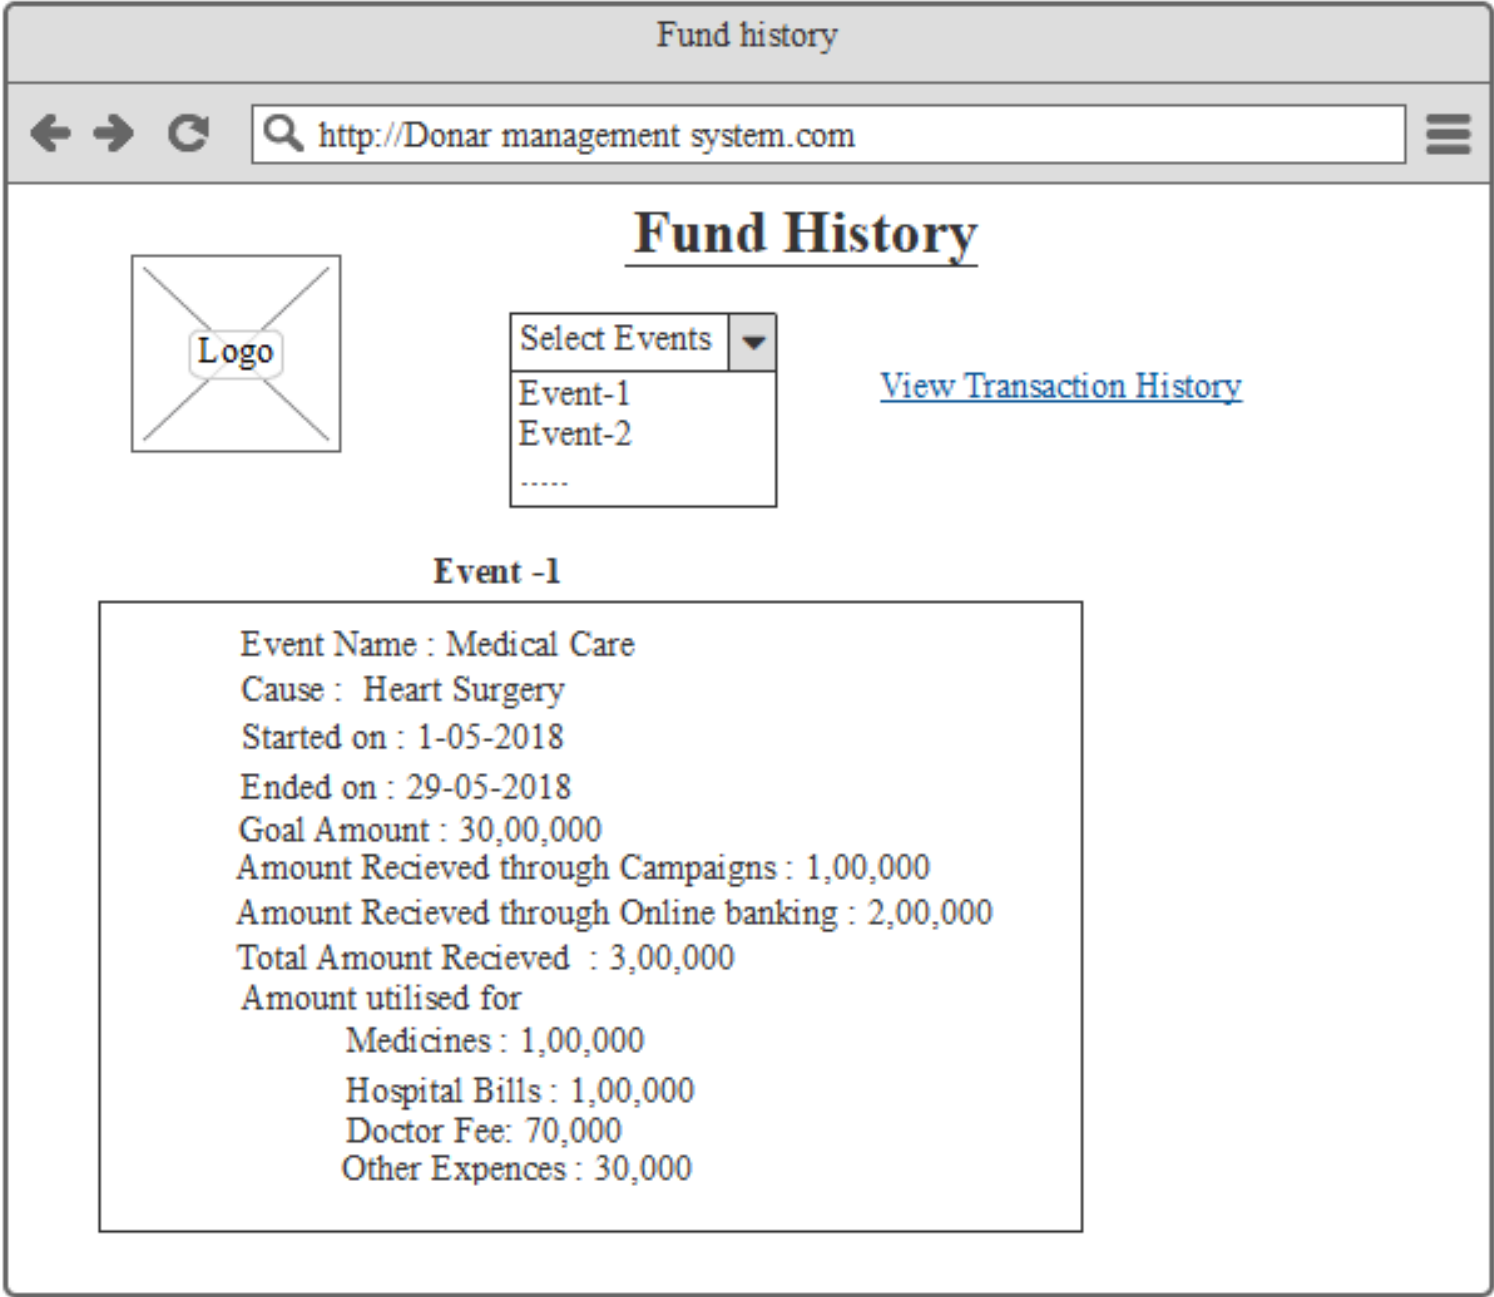 Fund history
http://Donar management system.com
Fund History
Logo
Select Events
Event-1
Event-2
-----
View Transaction History
Event -1
Event Name : Medical Care
Cause :  Heart Surgery
Started on : 1-05-2018
Ended on : 29-05-2018
Goal Amount : 30,00,000
Amount Recieved through Campaigns : 1,00,000
Amount Recieved through Online banking : 2,00,000
Total Amount Recieved  : 3,00,000
Amount utilised for
Medicines : 1,00,000
Hospital Bills : 1,00,000
Doctor Fee: 70,000
Other Expences : 30,000